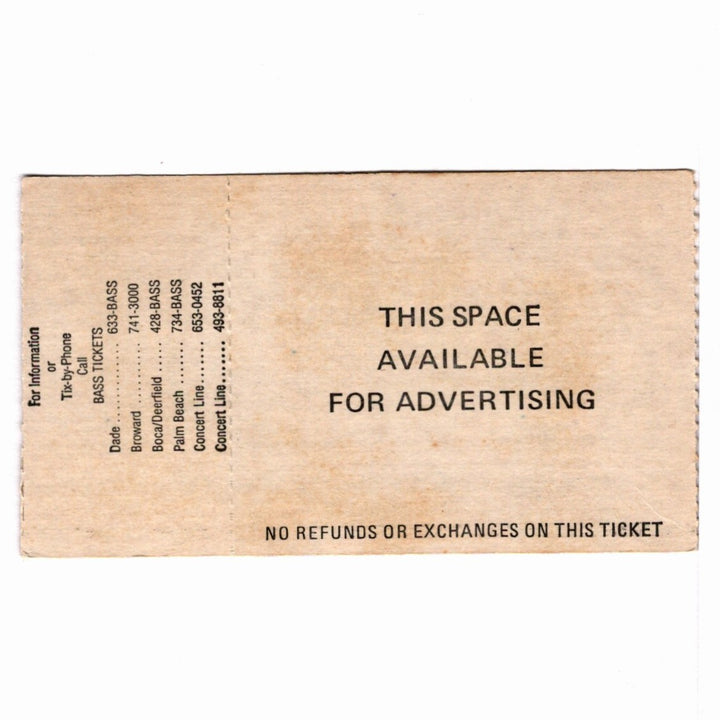 For Information
or
Tix-by-Phone
Call
BASS TICKETS
Dade ............. 633-BASS
Broward ........... 741-3000
Boca/Deerfield ..... 428-BASS
Palm Beach ........ 734-BASS
Concert Line....... 653-0452
Concert Line....... 493-8811
THIS SPACE
AVAILABLE
FOR ADVERTISING
NO REFUNDS OR EXCHANGES ON THIS TICKET